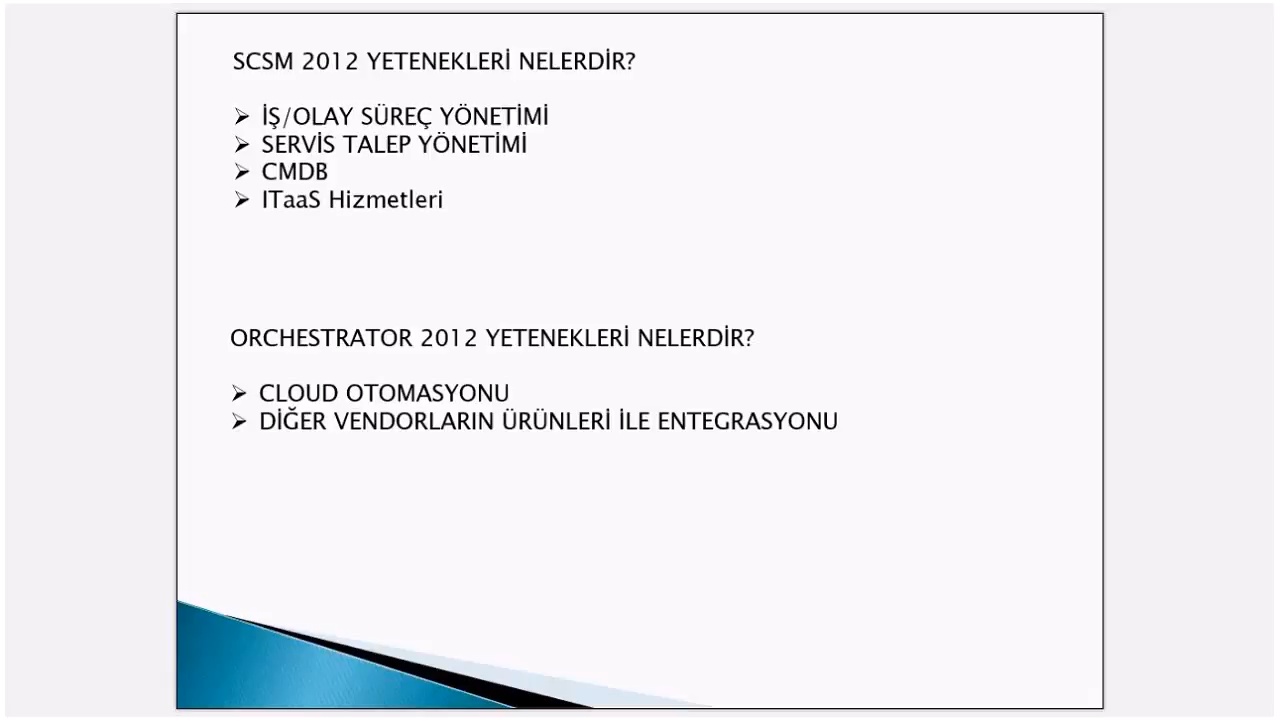 SCSM 2012 YETENEKLERİ NELERDİR?
İŞ/OLAY SÜREÇ YÖNETİMİ
SERVİS TALEP YÖNETİMİ
CMDB
ITaaS Hizmetleri
ORCHESTRATOR 2012 YETENEKLERİ NELERDİR?
CLOUD OTOMASYONU
DİĞER VENDORLARIN ÜRÜNLERİ İLE ENTEGRASYONU